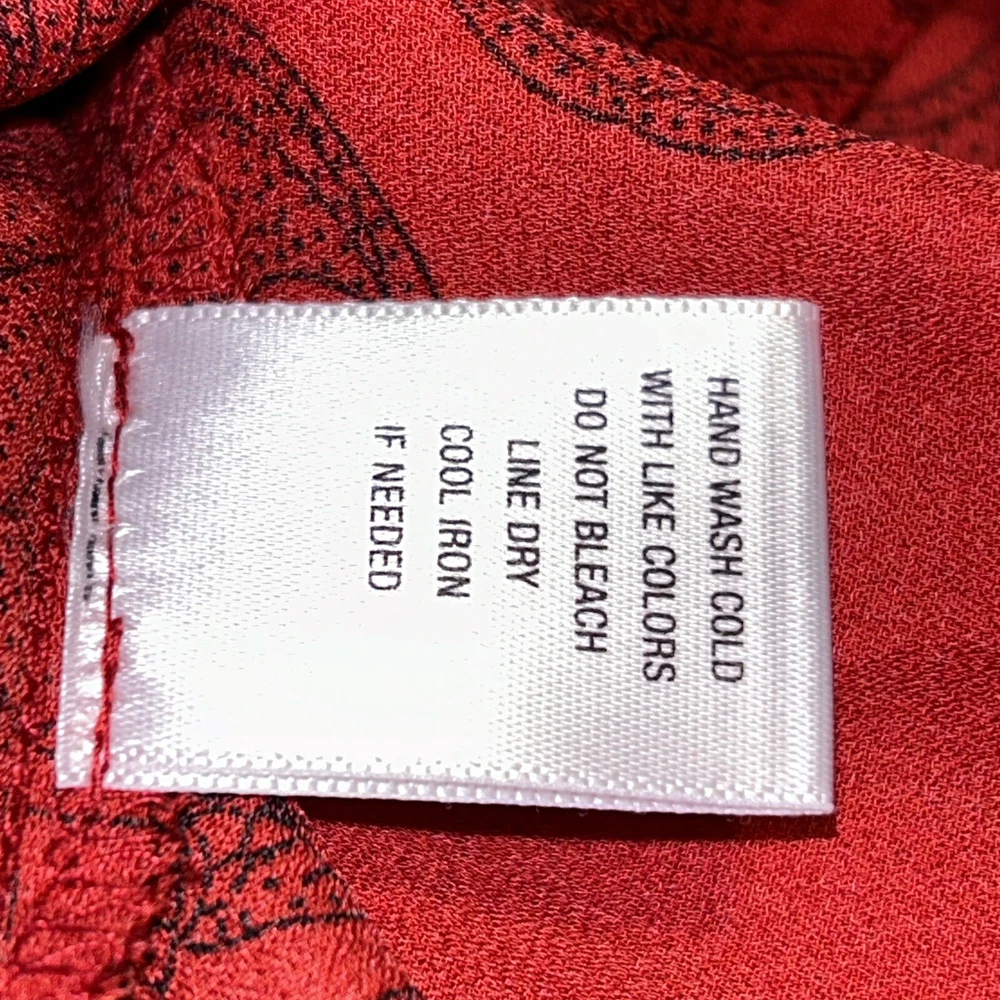 HAND WASH COLD
WITH LIKE COLORS
DO NOT BLEACH
LINE DRY
COOL IRON
IF NEEDED